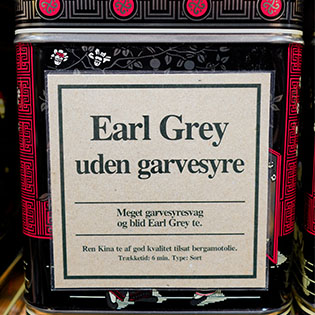 Earl Grey
uden garvesyre
Meget garvesyresvag
og blid Earl Grey te.
Ren Kina te af god kvalitet tilsat bergamotolie.
Trækketid: 6 min. Type: Sort